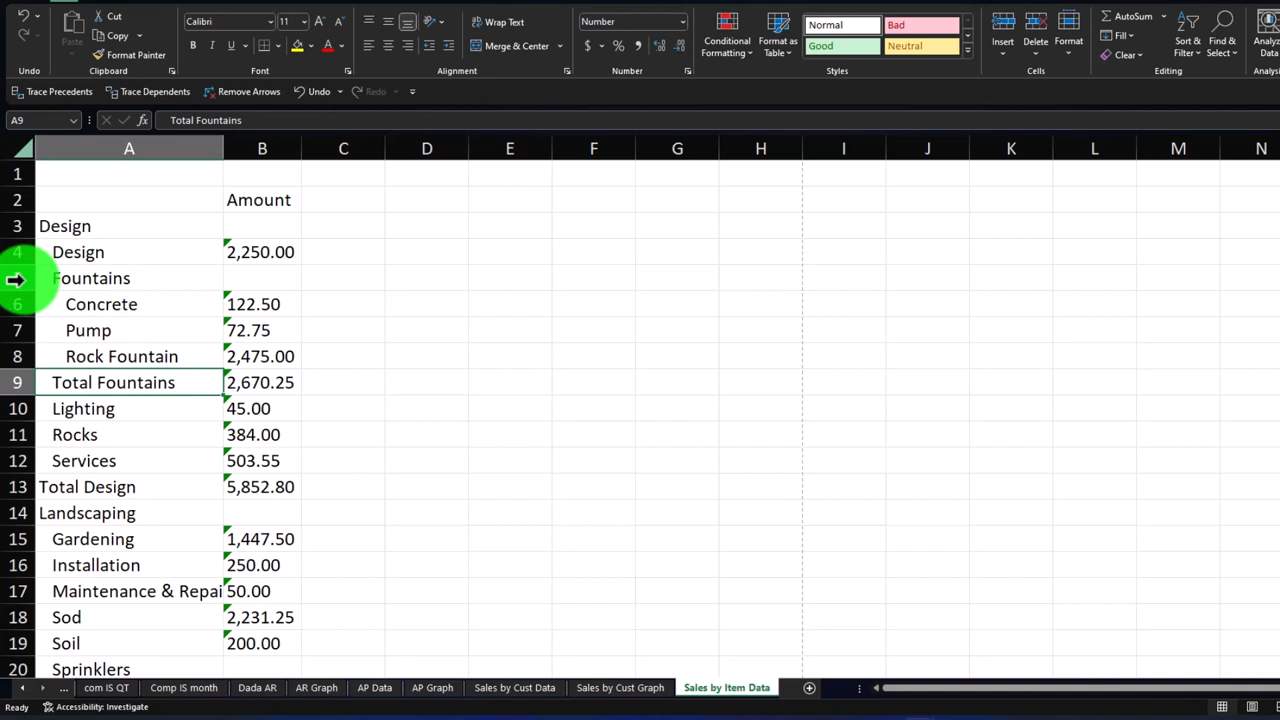 Cut
Copy
Format Painter
Paste
Undo
Clipboard
Calibri 11 A A
B I U A
Font
Wrap Text
Merge & Center
Alignment
Number
$ %
Number
Conditional Formatting
Format as Table
Normal Bad
Good Neutral
Styles
Insert Delete Format
Cells
AutoSum
Fill
Clear
Sort & Filter
Find & Select
Editing
Analyz Data
Analysi
Trace Precedents Trace Dependents Remove Arrows Undo Redo
A9 fx Total Fountains
A B C D E F G H I J K L M N
1
2 Amount
3 Design
4 Design 2,250.00
Fountains
6 Concrete 122.50
7 Pump 72.75
8 Rock Fountain 2,475.00
9 Total Fountains 2,670.25
10 Lighting 45.00
11 Rocks 384.00
12 Services 503.55
13 Total Design 5,852.80
14 Landscaping
15 Gardening 1,447.50
16 Installation 250.00
17 Maintenance & Repai 50.00
18 Sod 2,231.25
19 Soil 200.00
20 Sprinklers
... com IS QT Comp IS month Dada AR AR Graph AP Data AP Graph Sales by Cust Data Sales by Cust Graph Sales by Item Data
Ready Accessibility: Investigate